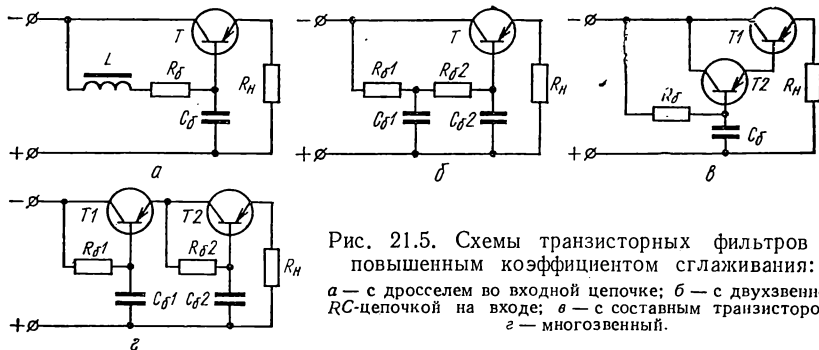 − T − T − T1
L Rб Rн Rб1 Rб2 Rн T2 Rн
Cб Cб1 Cб2 Rб Cб
+ а + б + в
− T1 T2
Rб1 Rб2 Rн
Cб1 Cб2
+ г
Рис. 21.5. Схемы транзисторных фильтров
повышенным коэффициентом сглаживания:
а — с дросселем во входной цепочке; б — с двухзвенн
RC-цепочкой на входе; в — с составным транзисторо
г — многозвенный.